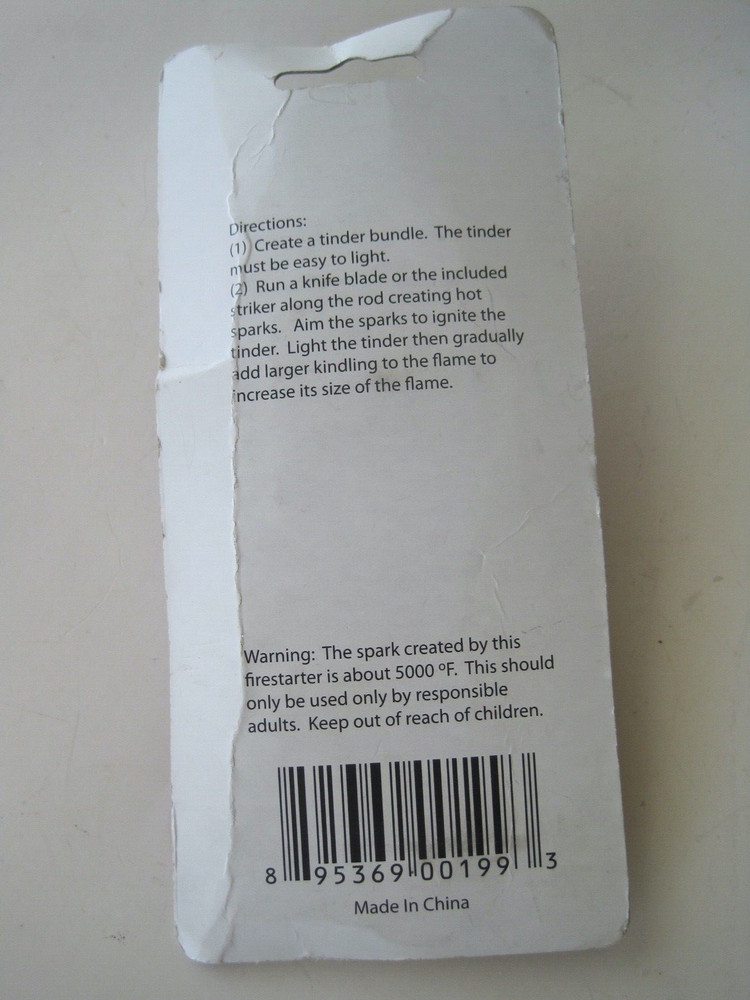 Directions:
(1) Create a tinder bundle. The tinder
must be easy to light.
(2) Run a knife blade or the included
striker along the rod creating hot
sparks. Aim the sparks to ignite the
tinder. Light the tinder then gradually
add larger kindling to the flame to
increase its size of the flame.
Warning: The spark created by this
firestarter is about 5000 ºF. This should
only be used only by responsible
adults. Keep out of reach of children.
8 95369 00199 3
Made In China